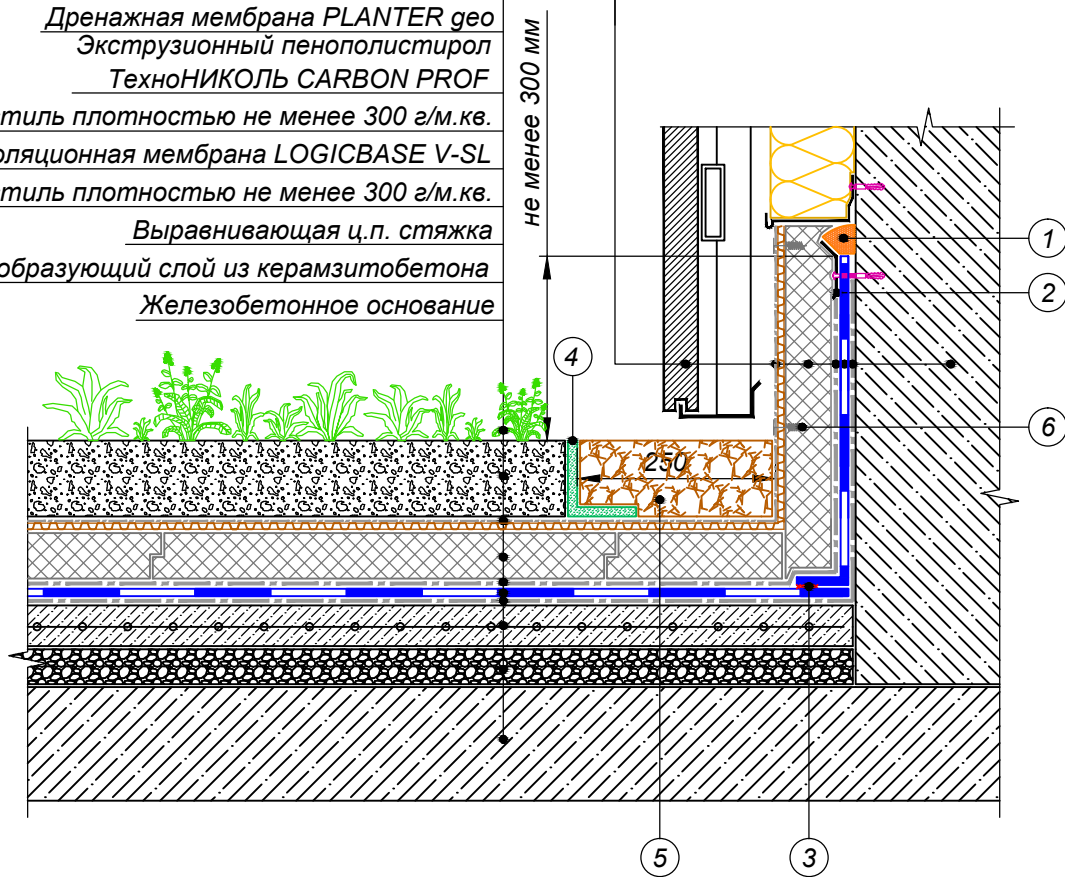 Дренажная мембрана PLANTER geo
Экструзионный пенополистирол
ТехноНИКОЛЬ CARBON PROF
тиль плотностью не менее 300 г/м.кв.
оляционная мембрана LOGICBASE V-SL
тиль плотностью не менее 300 г/м.кв.
Выравнивающая ц.п. стяжка
образующий слой из керамзитобетона
Железобетонное основание
не менее 300 мм
1
2
4
6
250
5
3